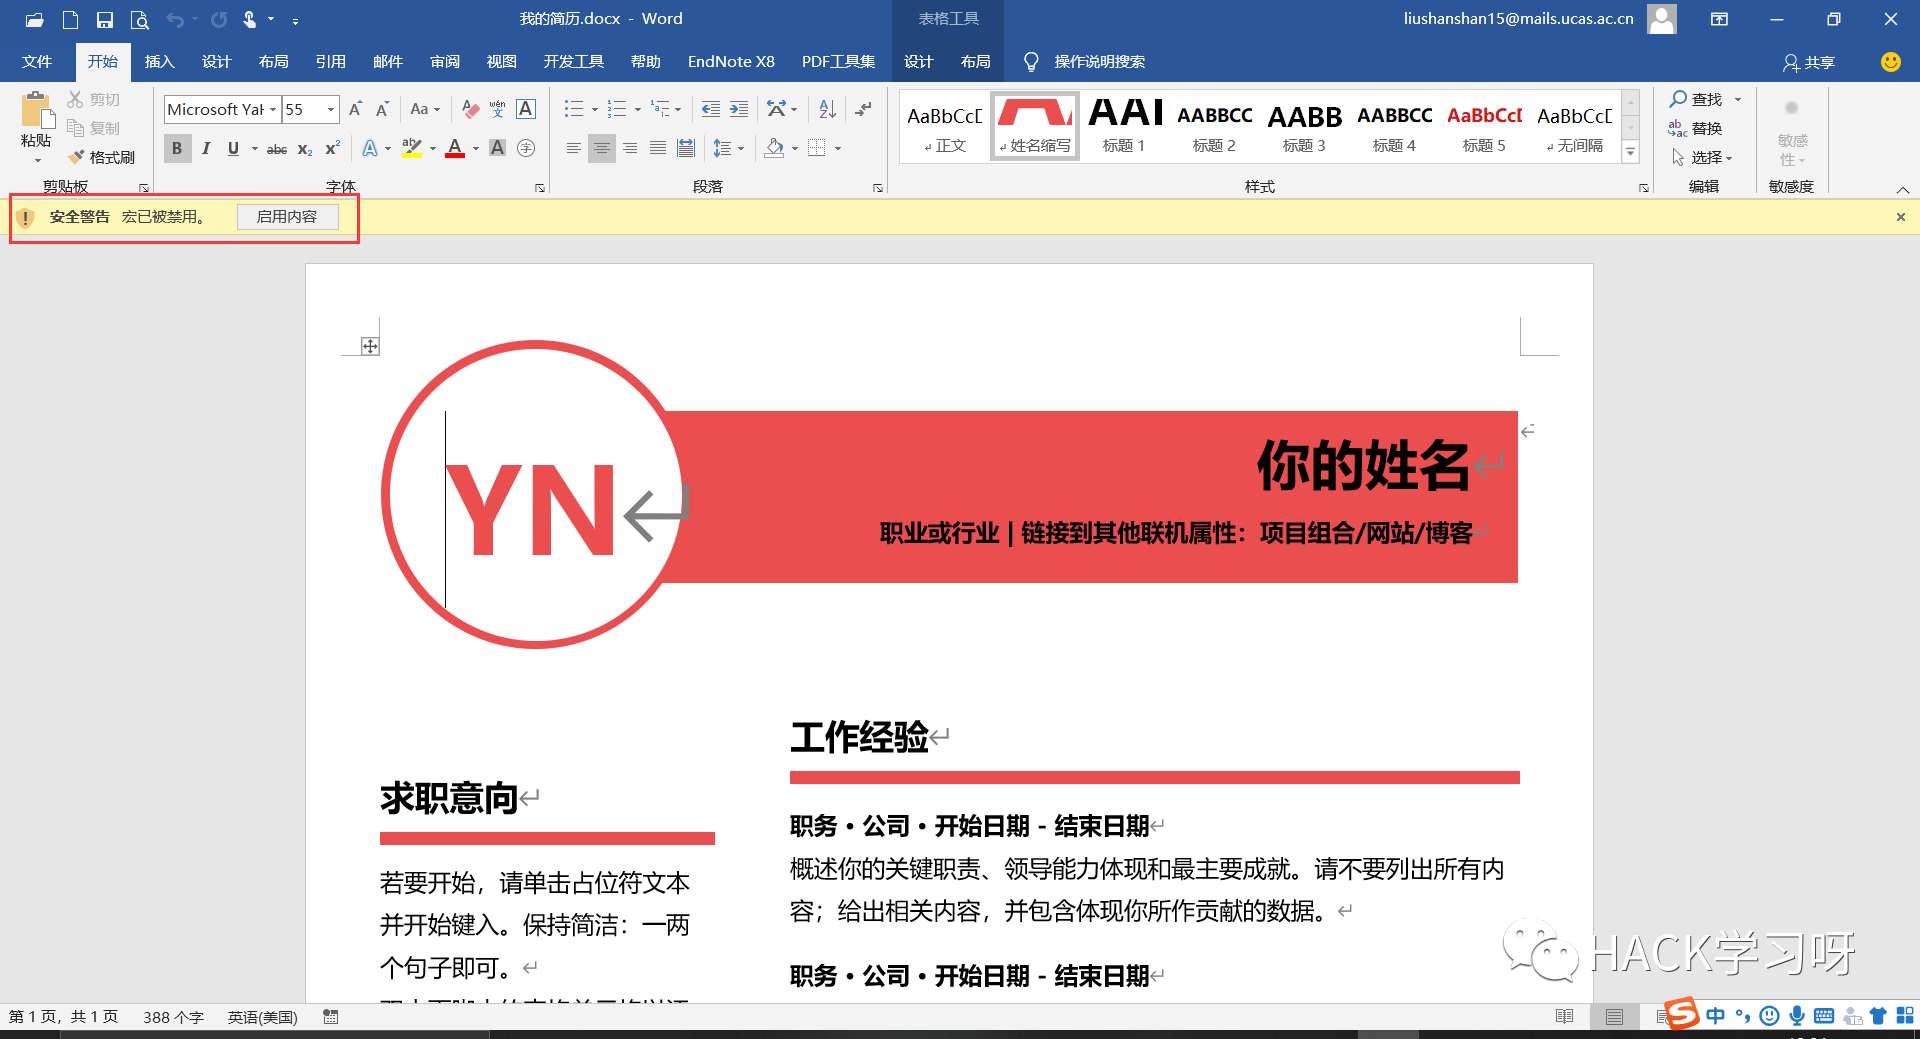 我的简历.docx - Word
表格工具
liushanshan15@mails.ucas.ac.cn
文件 开始 插入 设计 布局 引用 邮件 审阅 视图 开发工具 帮助 EndNote X8 PDF工具集 设计 布局 操作说明搜索 共享
粘贴
剪切
复制
格式刷
剪贴板
Microsoft Yal 55
Aa
wén
文
A
B I U abc x₂ x² A ab A A 字
字体
段落
AaBbCcD
正文
姓名缩写
AAI
标题 1
AABBCC
标题 2
AABB
标题 3
AABBCC
标题 4
AaBbCcD
标题 5
AaBbCcD
无间隔
样式
查找
替换
选择
编辑
敏感
性
敏感度
安全警告 宏已被禁用。 启用内容
YN
你的姓名
职业或行业 | 链接到其他联机属性：项目组合/网站/博客
工作经验
求职意向
职务 • 公司 • 开始日期 - 结束日期
概述你的关键职责、领导能力体现和最主要成就。请不要列出所有内
容；给出相关内容，并包含体现你所作贡献的数据。
职务 • 公司 • 开始日期 - 结束日期
若要开始，请单击占位符文本
并开始键入。保持简洁：一两
个句子即可。
HACK学习呀
第 1 页，共 1 页 388 个字 英语(美国)
S 中